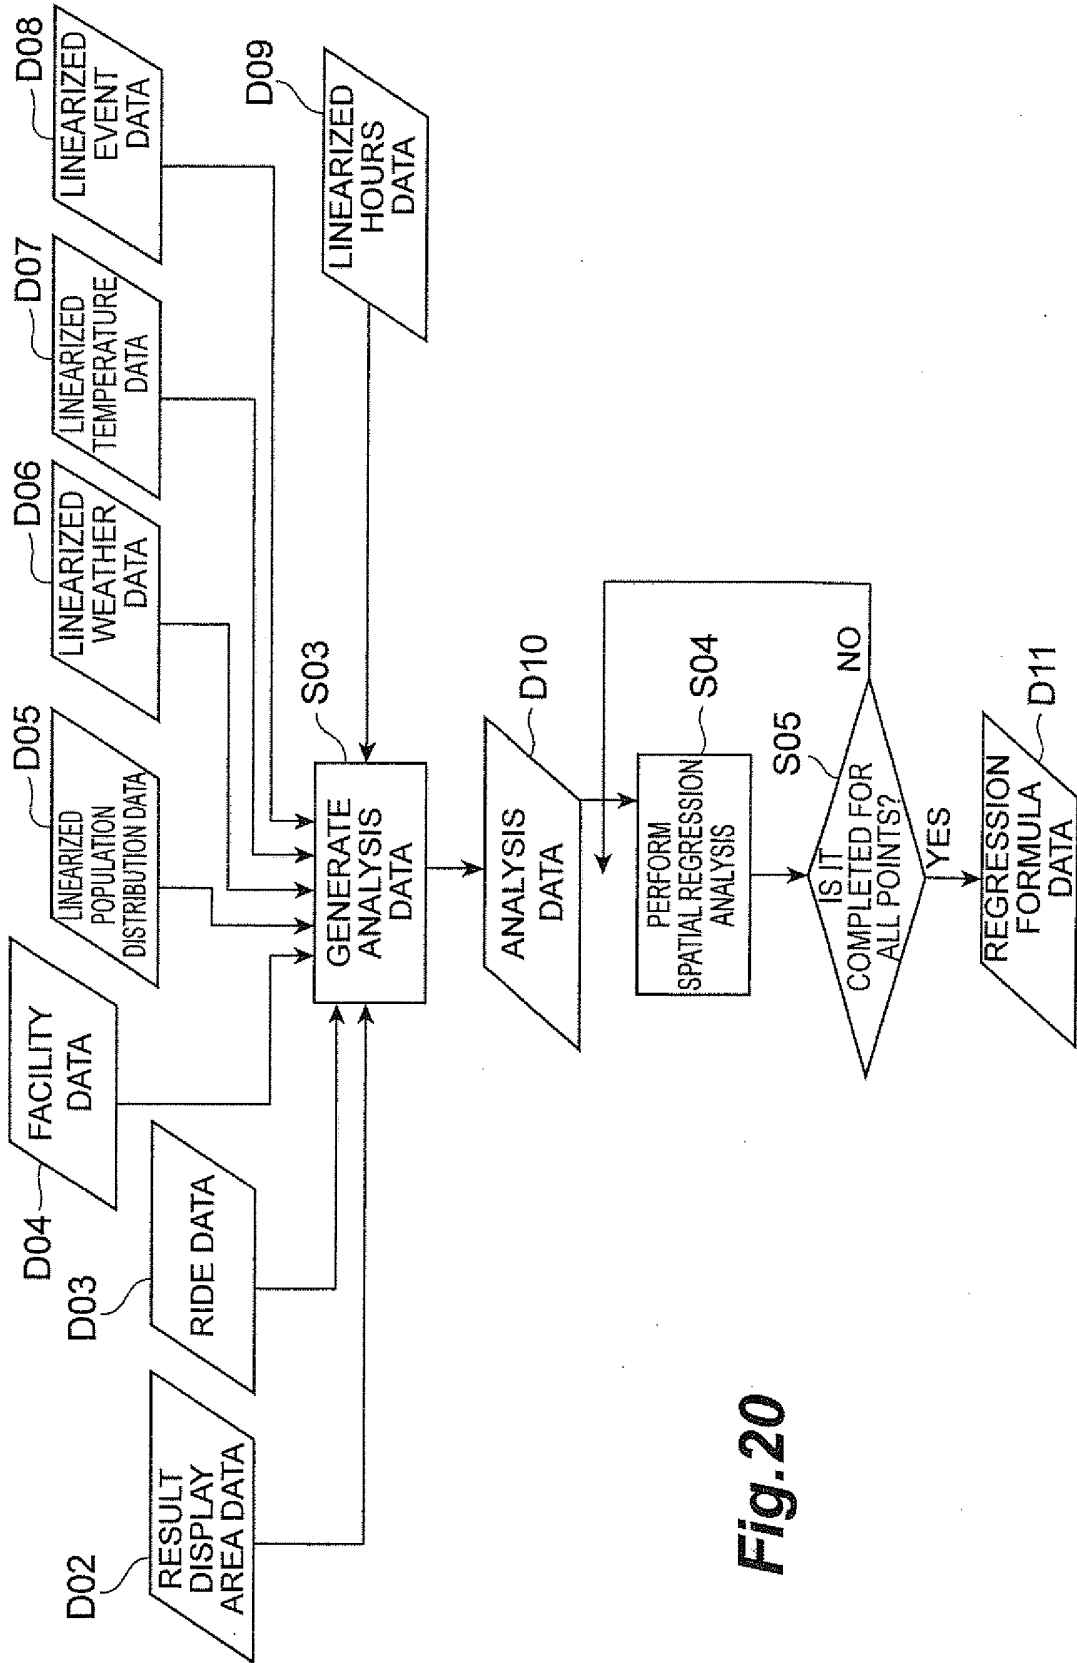 D08
LINEARIZED
EVENT
DATA
D07
LINEARIZED
TEMPERATURE
DATA
D06
LINEARIZED
WEATHER
DATA
D05
LINEARIZED
POPULATION
DISTRIBUTION DATA
D04
FACILITY
DATA
D03
RIDE DATA
D02
RESULT
DISPLAY
AREA DATA
D09
LINEARIZED
HOURS
DATA
S03
GENERATE
ANALYSIS
DATA
D10
ANALYSIS
DATA
S04
PERFORM
SPATIAL REGRESSION
ANALYSIS
S05
IS IT
COMPLETED FOR
ALL POINTS?
NO
YES
D11
REGRESSION
FORMULA
DATA
Fig.20